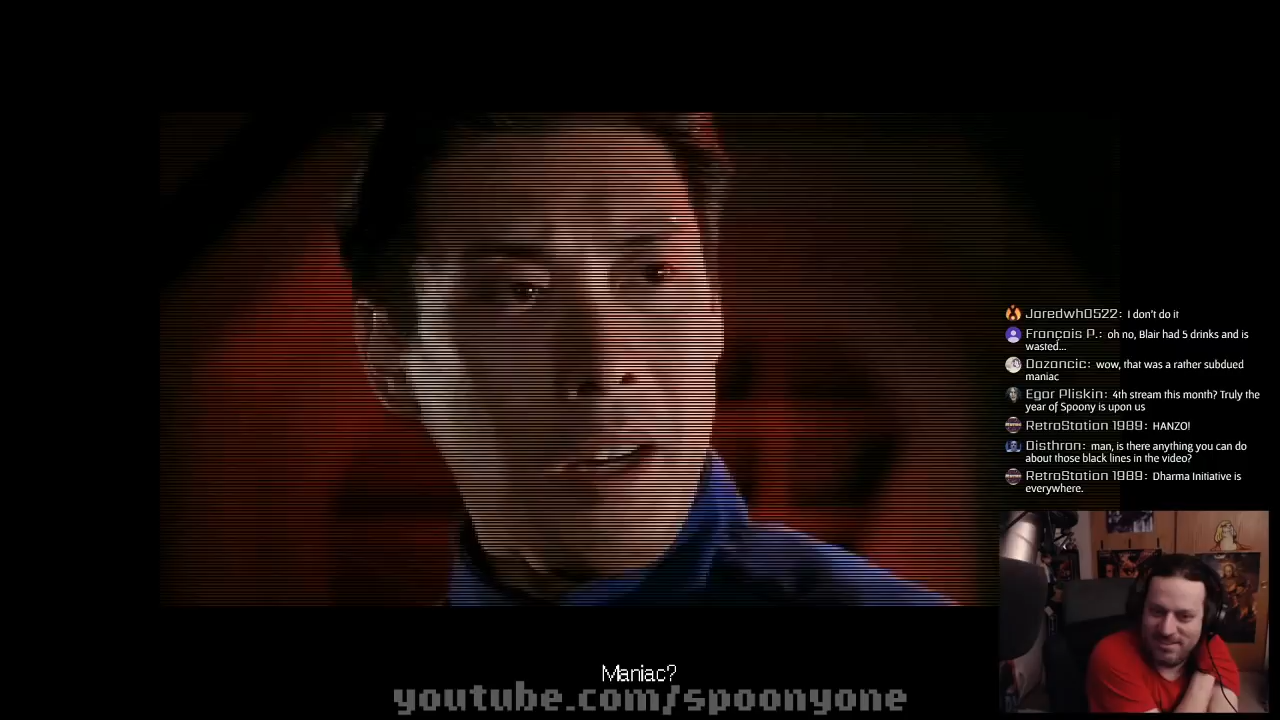 Joredwh0522: I don't do it
François P.: oh no, Blair had 5 drinks and is
wasted...
Oozoncic: wow, that was a rather subdued
maniac
Egor Pliskin: 4th stream this month? Truly the
year of Spoony is upon us
RetroStation 1989: HANZO!
Disthron: man, is there anything you can do
about those black lines in the video?
RetroStation 1989: Dharma Initiative is
everywhere.
Maniac?
youtube.com/spoonyone